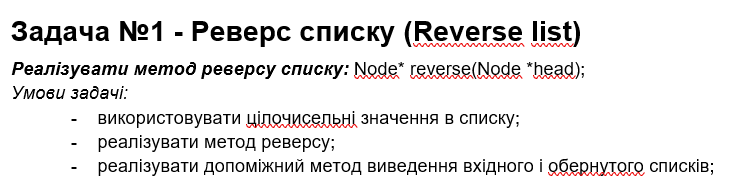 Задача №1 - Реверс списку (Reverse list)
Реалізувати метод реверсу списку: Node* reverse(Node *head);
Умови задачі:
- використовувати цілочисельні значення в списку;
- реалізувати метод реверсу;
- реалізувати допоміжний метод виведення вхідного і обернутого списків;